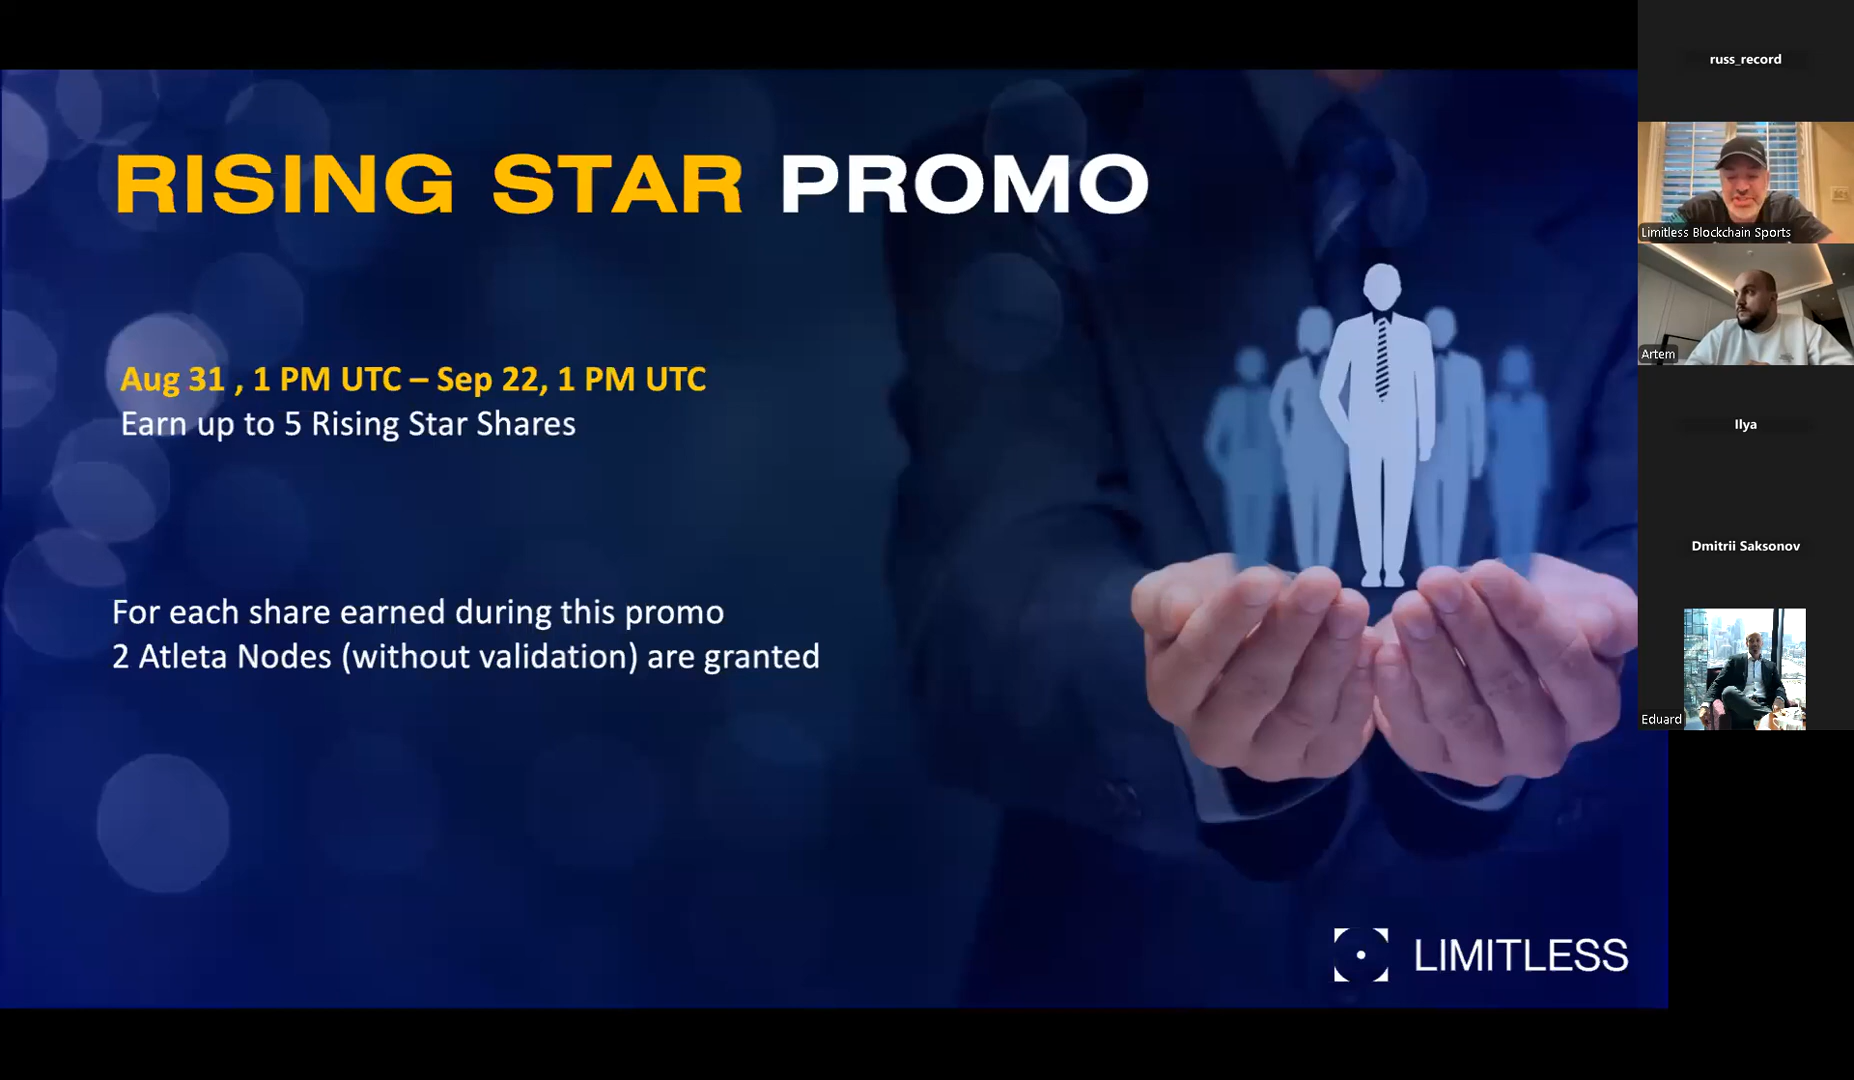 RISING STAR PROMO
Aug 31 , 1 PM UTC – Sep 22, 1 PM UTC
Earn up to 5 Rising Star Shares
For each share earned during this promo
2 Atleta Nodes (without validation) are granted
LIMITLESS
russ_record
Limitless Blockchain Sports
Artem
Ilya
Dmitrii Saksonov
Eduard